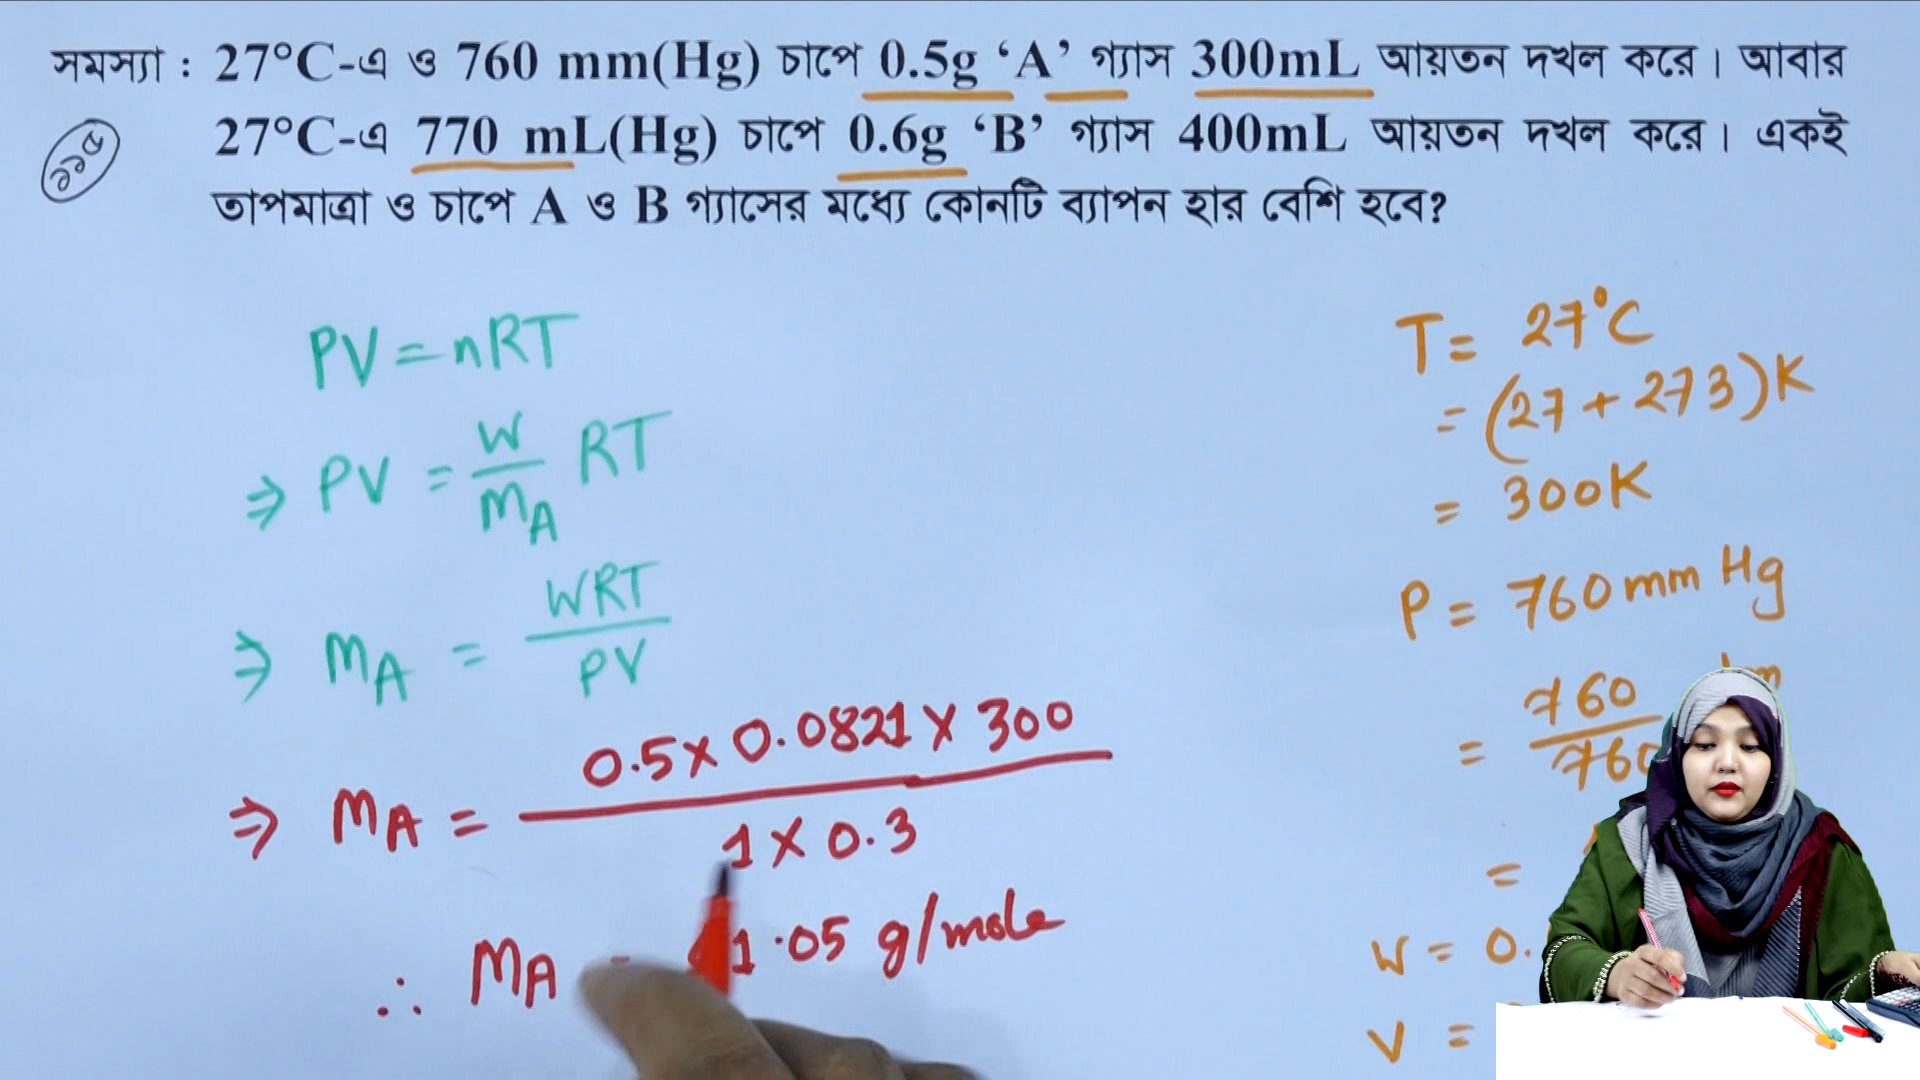 সমস্যা : 27°C-এ ও 760 mm(Hg) চাপে 0.5g ‘A’ গ্যাস 300mL আয়তন দখল করে। আবার
27°C-এ 770 mL(Hg) চাপে 0.6g ‘B’ গ্যাস 400mL আয়তন দখল করে। একই
তাপমাত্রা ও চাপে A ও B গ্যাসের মধ্যে কোনটি ব্যাপন হার বেশি হবে?
PV = nRT
⇒ PV = W/MA RT
⇒ MA = WRT/PV
⇒ MA = 0.5 X 0.0821 X 300
1 X 0.3
∴ MA 1.05 g/mole
T = 27°C
= (27 + 273)K
= 300K
P = 760 mm Hg
= 760/760
=
W = 0.
V =